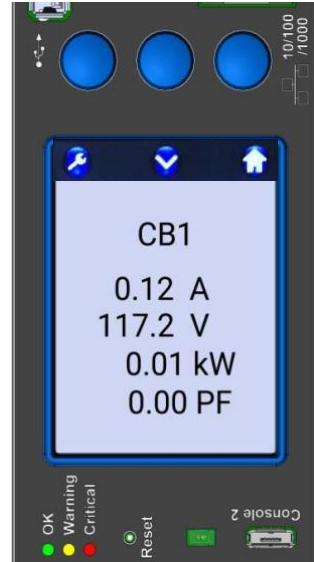 10/100
/1000
CB1
0.12 A
117.2 V
0.01 kW
0.00 PF
OK
Warning
Critical
Reset
Console 2